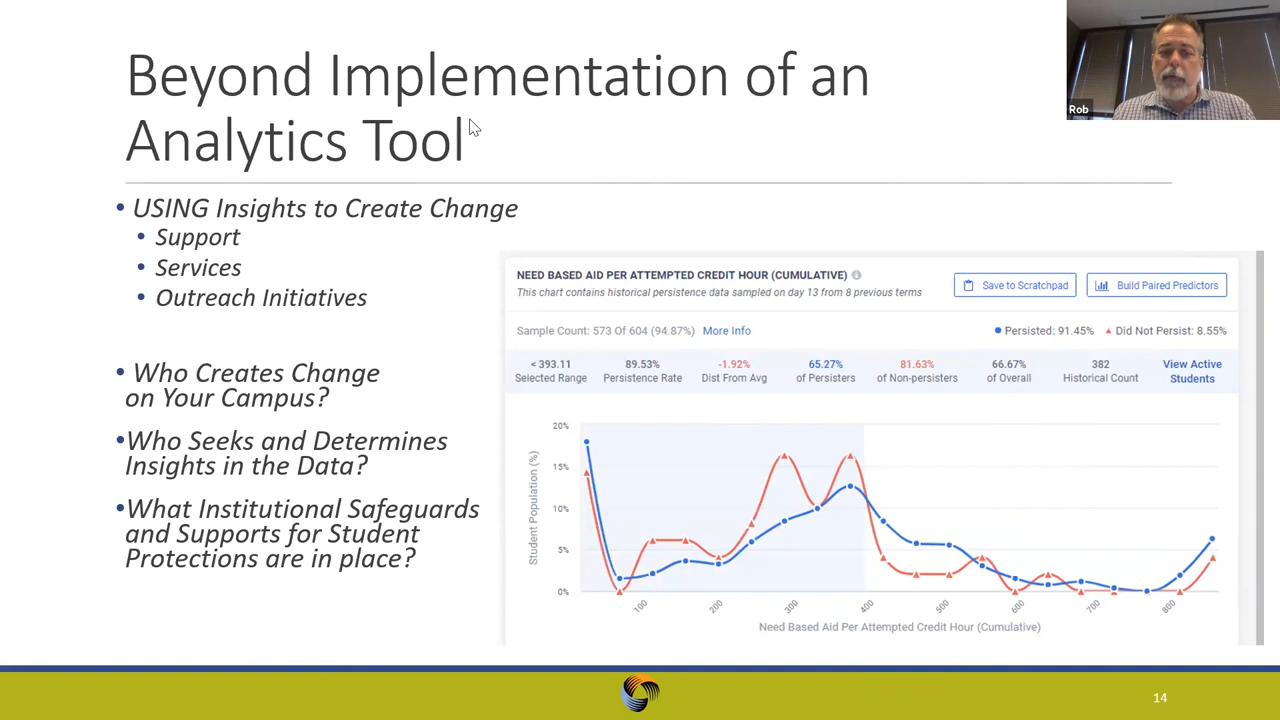 Beyond Implementation of an
Analytics Tool
Rob
• USING Insights to Create Change
• Support
• Services
• Outreach Initiatives
• Who Creates Change
on Your Campus?
•Who Seeks and Determines
Insights in the Data?
•What Institutional Safeguards
and Supports for Student
Protections are in place?
NEED BASED AID PER ATTEMPTED CREDIT HOUR (CUMULATIVE)
This chart contains historical persistence data sampled on day 13 from 8 previous terms
Save to Scratchpad
Build Paired Predictors
Sample Count: 573 Of 604 (94.87%) More Info
Persisted: 91.45% Did Not Persist: 8.55%
< 393.11 89.53% -1.92% 65.27% 81.63% 66.67% 382 View Active
Selected Range Persistence Rate Dist From Avg of Persisters of Non-persisters of Overall Historical Count Students
20%
15%
10%
5%
0%
Student Population (%)
100 200 300 400 500 600 700 800
Need Based Aid Per Attempted Credit Hour (Cumulative)
14